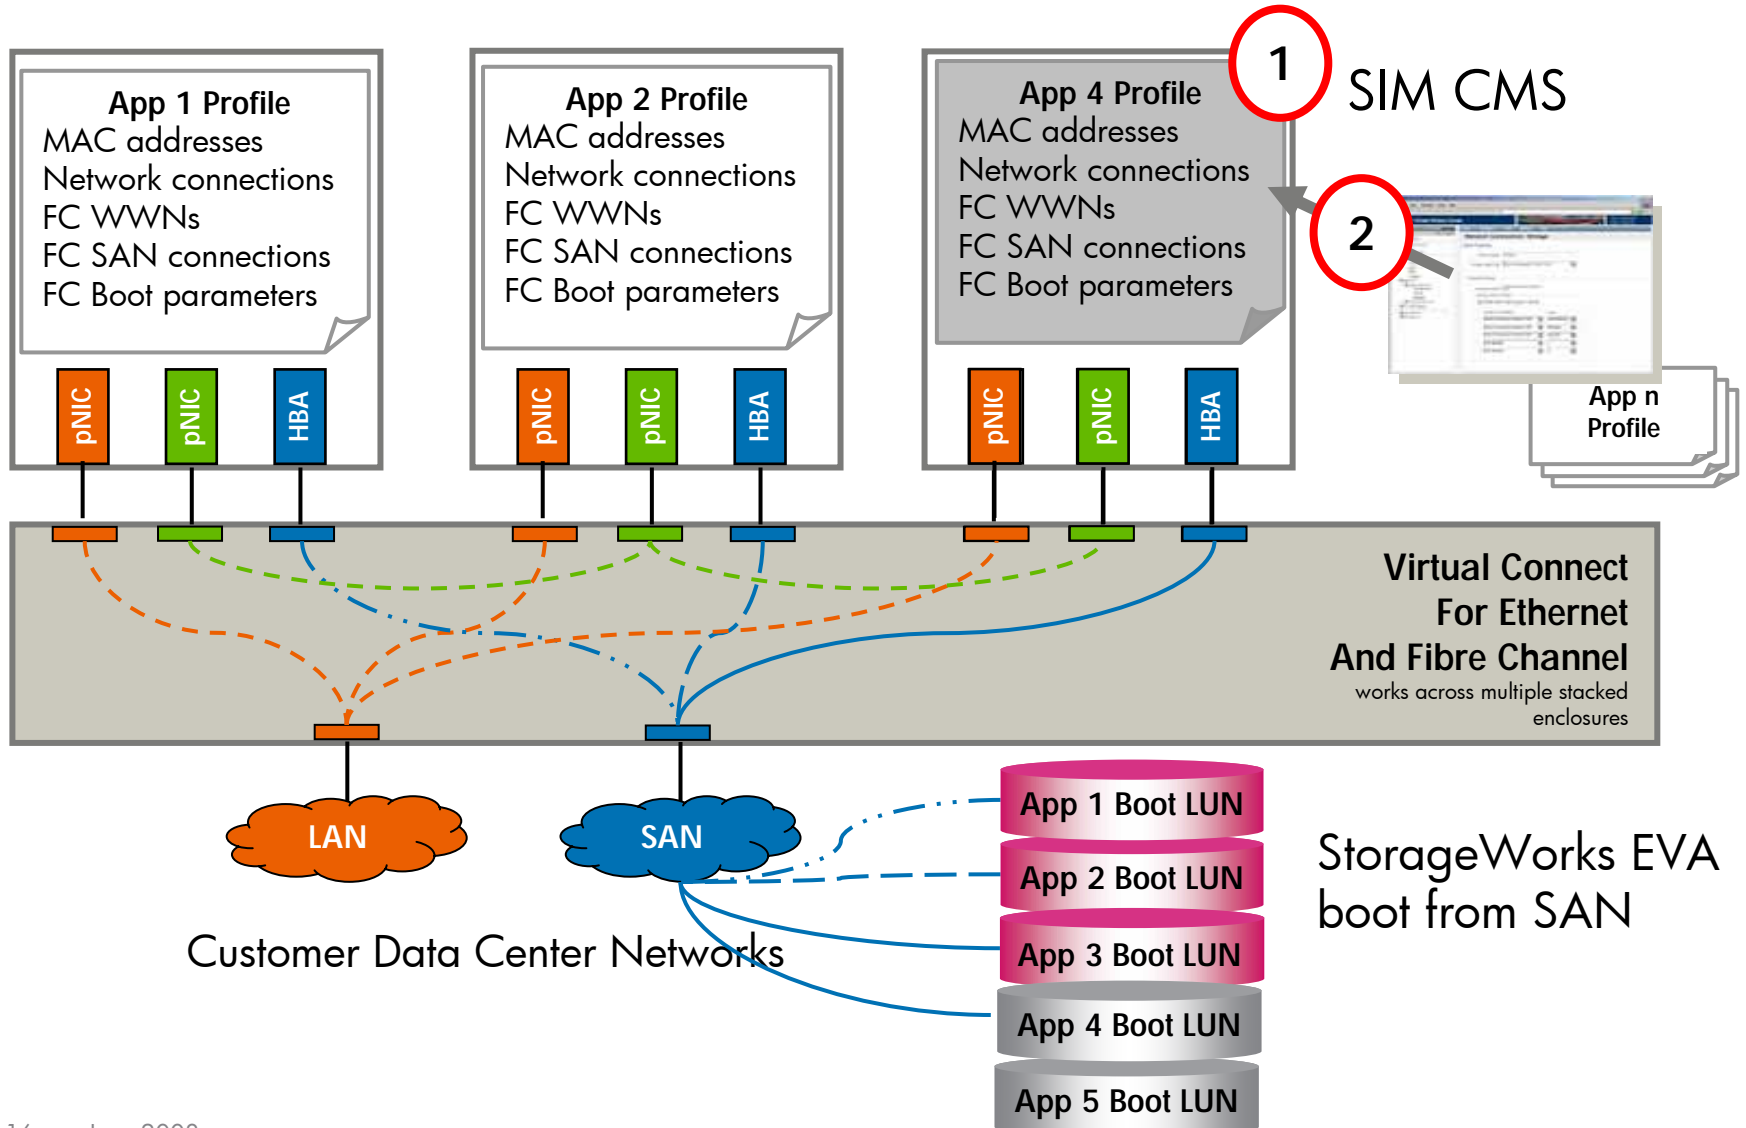 App 1 Profile
MAC addresses
Network connections
FC WWNs
FC SAN connections
FC Boot parameters
App 2 Profile
MAC addresses
Network connections
FC WWNs
FC SAN connections
FC Boot parameters
App 4 Profile
MAC addresses
Network connections
FC WWNs
FC SAN connections
FC Boot parameters
1
SIM CMS
2
App n
Profile
pNIC
pNIC
HBA
pNIC
pNIC
HBA
pNIC
pNIC
HBA
Virtual Connect
For Ethernet
And Fibre Channel
works across multiple stacked
enclosures
LAN
SAN
Customer Data Center Networks
App 1 Boot LUN
App 2 Boot LUN
App 3 Boot LUN
App 4 Boot LUN
App 5 Boot LUN
StorageWorks EVA
boot from SAN